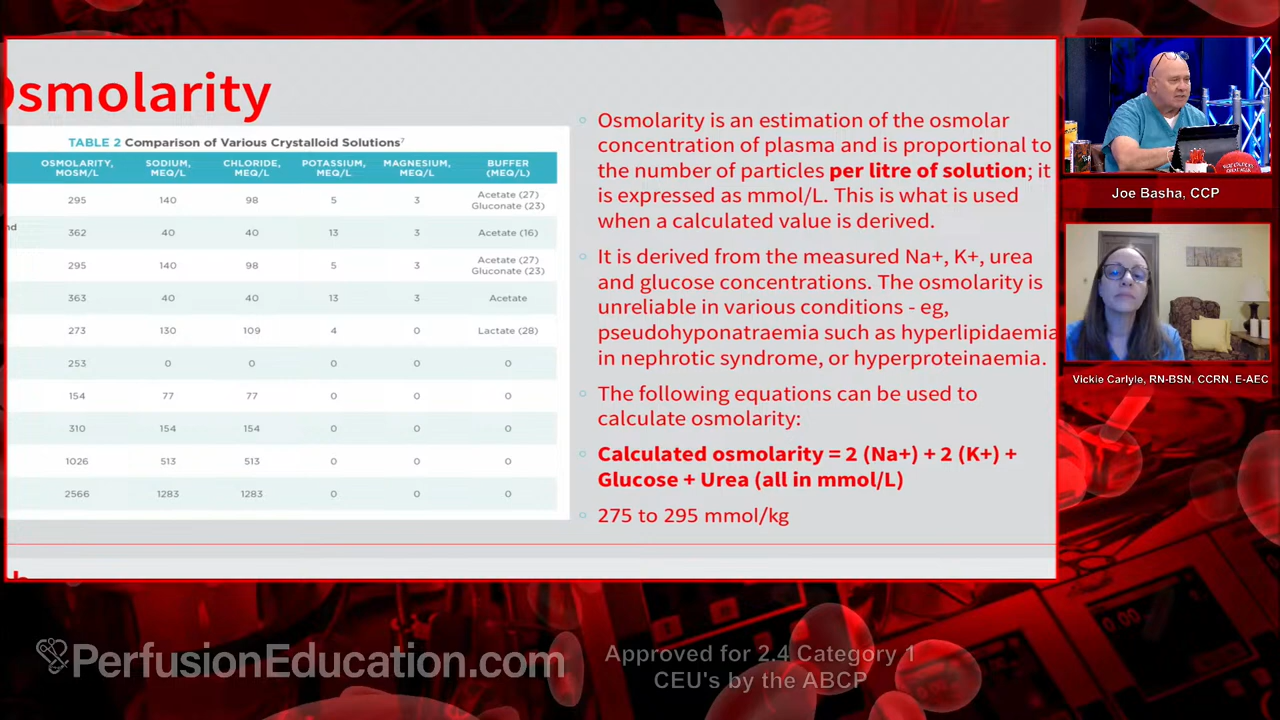 Osmolarity
TABLE 2 Comparison of Various Crystalloid Solutions7
OSMOLARITY, MOSM/L SODIUM, MEQ/L CHLORIDE, MEQ/L POTASSIUM, MEQ/L MAGNESIUM, MEQ/L BUFFER (MEQ/L)
295 140 98 5 3 Acetate (27) Gluconate (23)
nd
362 40 40 13 3 Acetate (16)
295 140 98 5 3 Acetate (27) Gluconate (23)
363 40 40 13 3 Acetate
273 130 109 4 0 Lactate (28)
253 0 0 0 0 0
154 77 77 0 0 0
310 154 154 0 0 0
1026 513 513 0 0 0
2566 1283 1283 0 0 0
Osmolarity is an estimation of the osmolar
concentration of plasma and is proportional to
the number of particles per litre of solution; it
is expressed as mmol/L. This is what is used
when a calculated value is derived.
It is derived from the measured Na+, K+, urea
and glucose concentrations. The osmolarity is
unreliable in various conditions - eg,
pseudohyponatraemia such as hyperlipidaemia
in nephrotic syndrome, or hyperproteinaemia.
The following equations can be used to
calculate osmolarity:
Calculated osmolarity = 2 (Na+) + 2 (K+) +
Glucose + Urea (all in mmol/L)
275 to 295 mmol/kg
Joe Basha, CCP
Vickie Carlyle, RN-BSN, CCRN, E-AEC
PerfusionEducation.com
Approved for 2.4 Category 1
CEU's by the ABCP